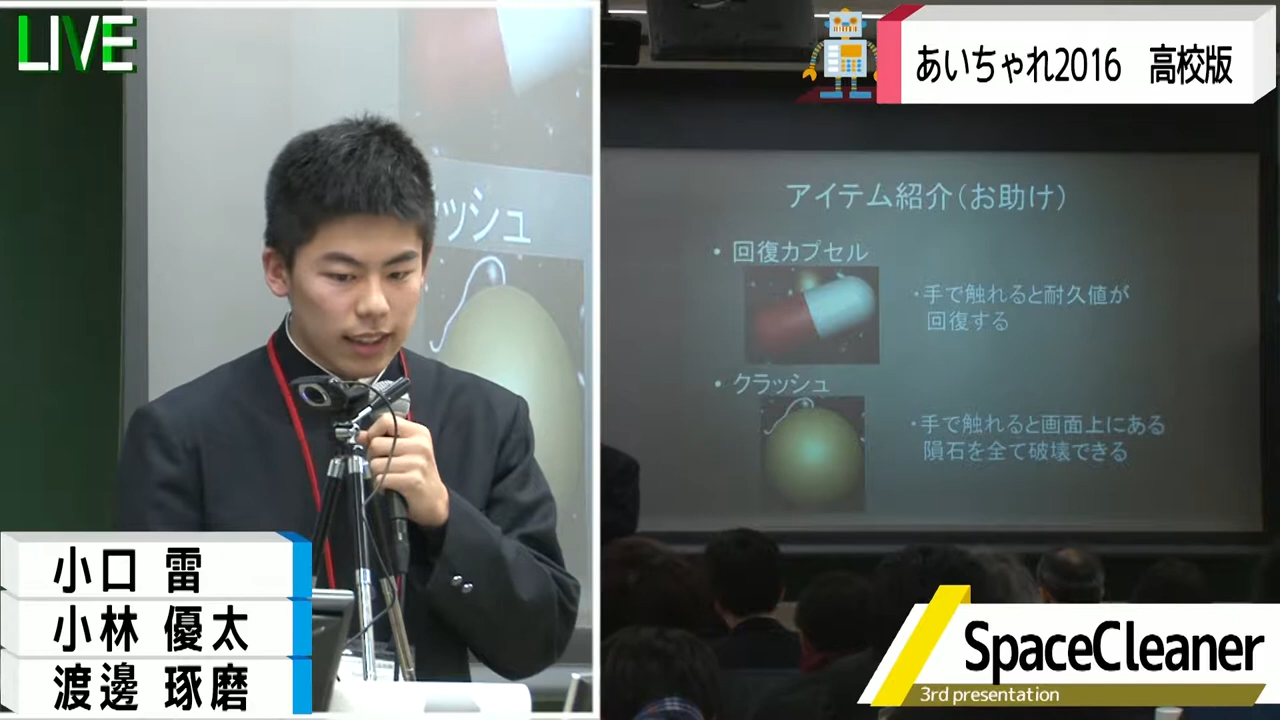 LIVE
あいちゃれ2016　高校版
ッシュ
アイテム紹介(お助け)
・回復カプセル
・手で触れると耐久値が
回復する
・クラッシュ
・手で触れると画面上にある
隕石を全て破壊できる
小口 雷
小林 優太
渡邊 琢磨
SpaceCleaner
3rd presentation